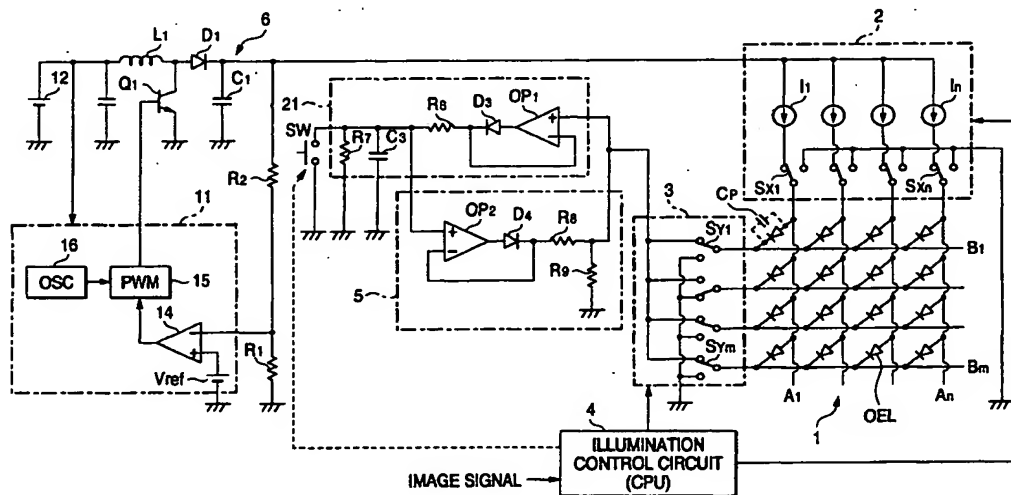 L1
D1
6
12
Q1
C1
21
SW
R7
C3
R6
D3
OP1
+
-
2
I1
In
SX1
SXn
CP
R2
11
16
OSC
PWM
15
14
-
+
R1
Vref
OP2
+
-
D4
R8
R9
5
3
SY1
SYm
B1
Bm
A1
An
OEL
1
4
ILLUMINATION
CONTROL CIRCUIT
(CPU)
IMAGE SIGNAL